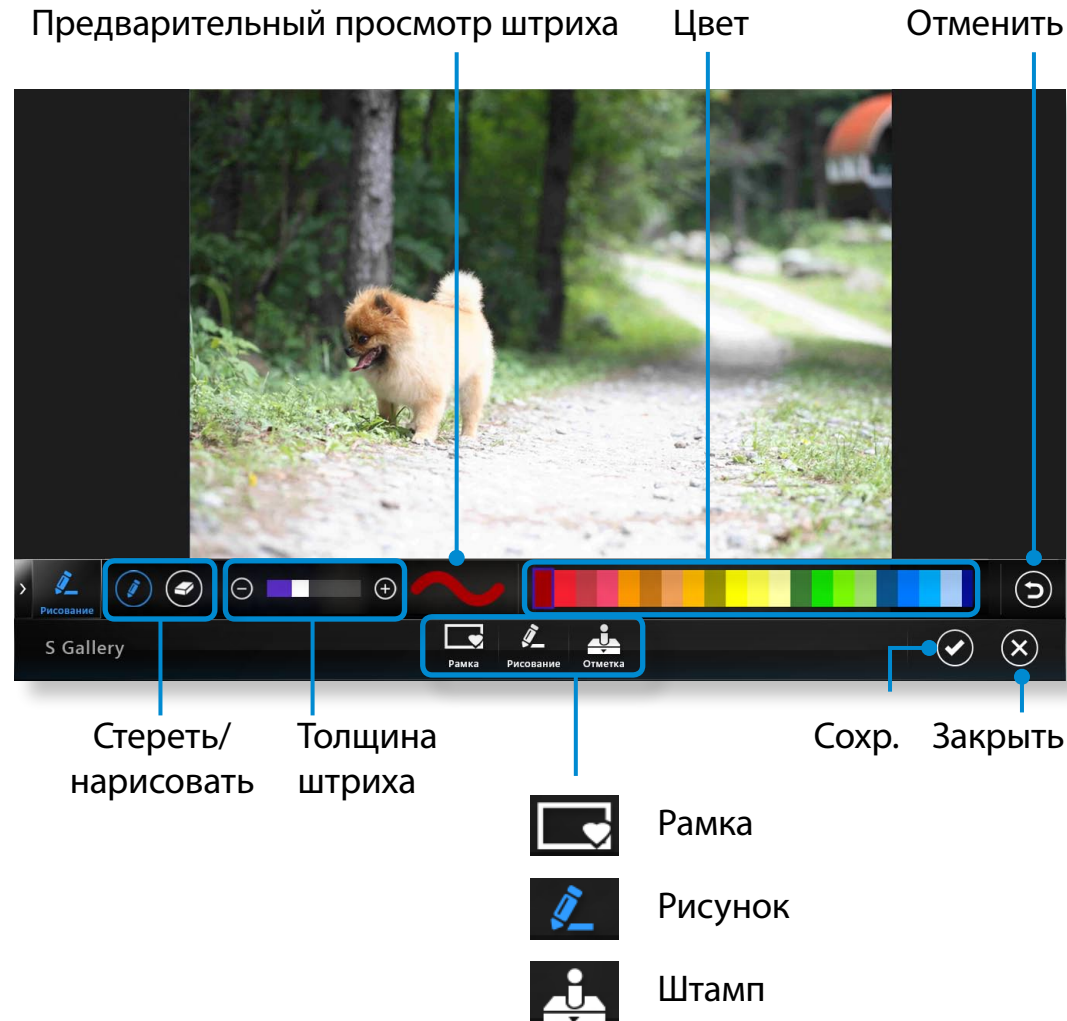 Предварительный просмотр штриха Цвет Отменить
Рисование
S Gallery
Рамка Рисование Отметка
Стереть/
нарисовать
Толщина
штриха
Сохр. Закрыть
Рамка
Рисунок
Штамп